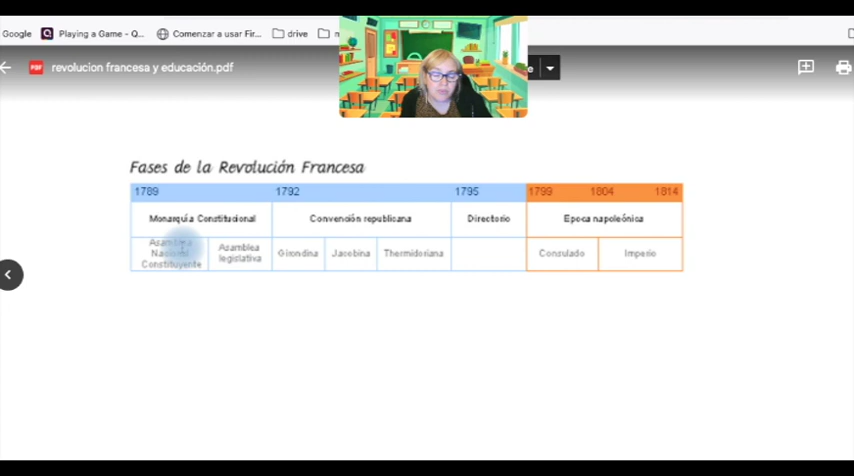 Google Playing a Game - Q... Comenzar a usar Fir... drive
revolucion francesa y educación.pdf
Fases de la Revolución Francesa
1789 1792 1795 1799 1804 1814
Monarquía Constitucional Convención republicana Directorio Epoca napoleónica
Asamblea
Nacional
Constituyente
Asamblea
legislativa
Girondina Jacobina Thermidoriana Consulado Imperio